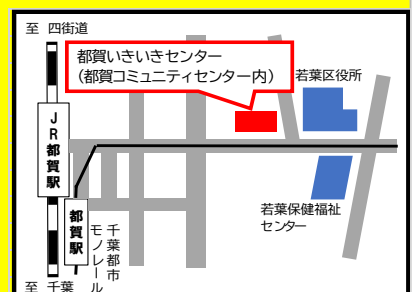 至 四街道
都賀いきいきセンター
（都賀コミュニティセンター内）
若葉区役所
JR都賀駅
都賀駅
千葉都市
モノレール
若葉保健福祉
センター
至 千葉